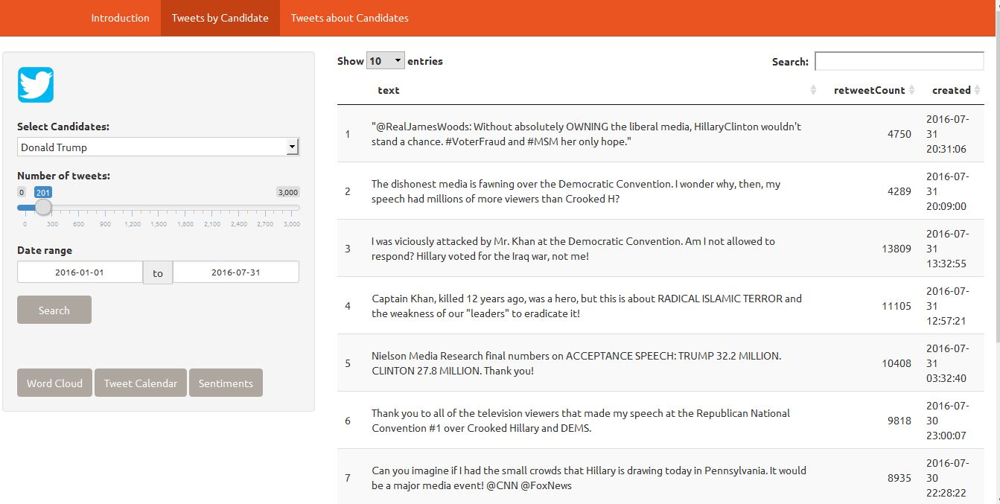 Introduction Tweets by Candidate Tweets about Candidates
Select Candidates:
Donald Trump
Number of tweets:
0 201 3,000
0 300 600 900 1,200 1,500 1,800 2,100 2,400 2,700 3,000
Date range
2016-01-01 to 2016-07-31
Search
Word Cloud Tweet Calendar Sentiments
Show 10 entries
Search:
text retweetCount created
1
"@RealJamesWoods: Without absolutely OWNING the liberal media, HillaryClinton wouldn't
stand a chance. #VoterFraud and #MSM her only hope."
4750
2016-07-
31
20:31:06
2
The dishonest media is fawning over the Democratic Convention. I wonder why, then, my
speech had millions of more viewers than Crooked H?
4289
2016-07-
31
20:09:00
3
I was viciously attacked by Mr. Khan at the Democratic Convention. Am I not allowed to
respond? Hillary voted for the Iraq war, not me!
13809
2016-07-
31
13:32:55
4
Captain Khan, killed 12 years ago, was a hero, but this is about RADICAL ISLAMIC TERROR and
the weakness of our "leaders" to eradicate it!
11105
2016-07-
31
12:57:21
5
Nielson Media Research final numbers on ACCEPTANCE SPEECH: TRUMP 32.2 MILLION.
CLINTON 27.8 MILLION. Thank you!
10408
2016-07-
31
03:32:40
6
Thank you to all of the television viewers that made my speech at the Republican National
Convention #1 over Crooked Hillary and DEMS.
9818
2016-07-
30
23:00:07
7
Can you imagine if I had the small crowds that Hillary is drawing today in Pennsylvania. It would
be a major media event! @CNN @FoxNews
8935
2016-07-
30
22:28:22